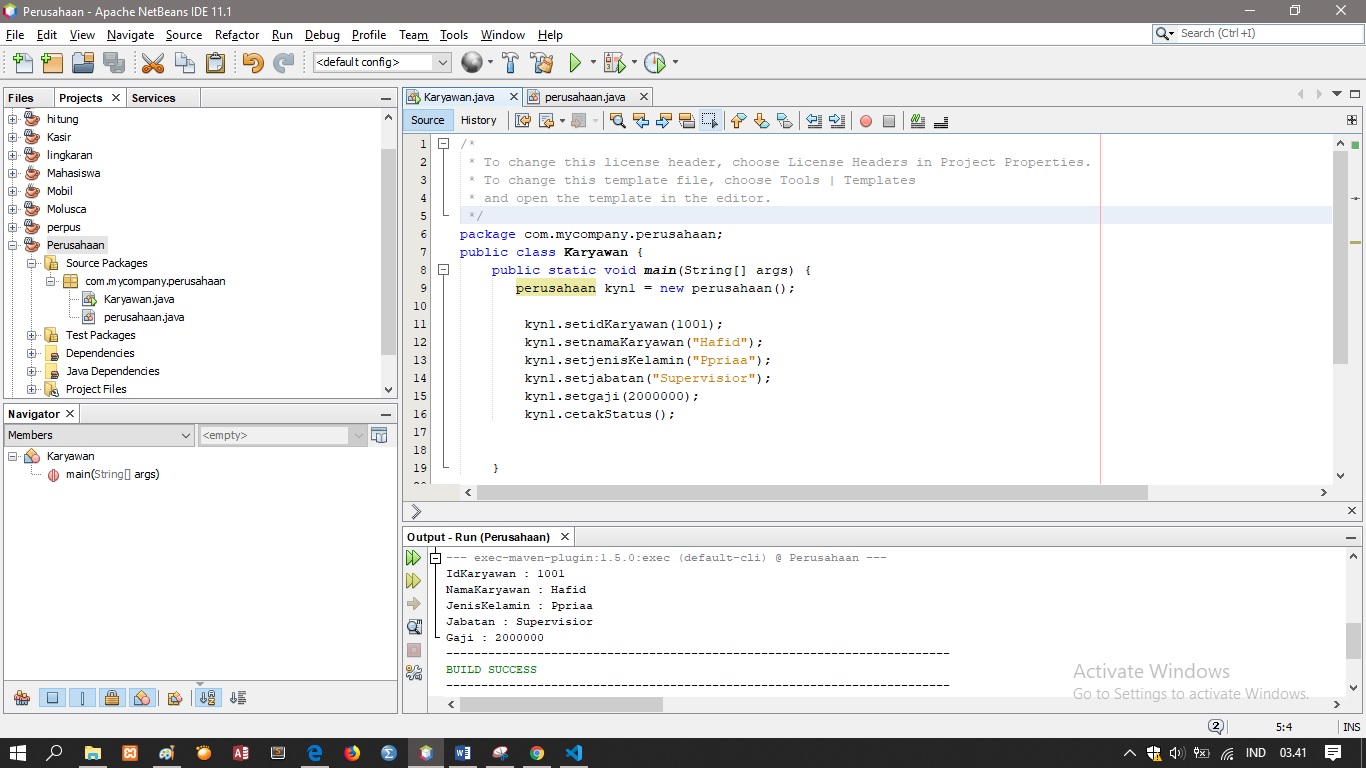 Perusahaan - Apache NetBeans IDE 11.1
File Edit View Navigate Source Refactor Run Debug Profile Team Tools Window Help
Search (Ctrl+I)
<default config>
Files Projects Services
hitung
Kasir
lingkaran
Mahasiswa
Mobil
Molusca
perpus
Perusahaan
Source Packages
com.mycompany.perusahaan
Karyawan.java
perusahaan.java
Test Packages
Dependencies
Java Dependencies
Project Files
Navigator
Members <empty>
Karyawan
main(String[] args)
Karyawan.java perusahaan.java
Source History
1 /*
2 * To change this license header, choose License Headers in Project Properties.
3 * To change this template file, choose Tools | Templates
4 * and open the template in the editor.
5 */
6 package com.mycompany.perusahaan;
7 public class Karyawan {
8 public static void main(String[] args) {
9 perusahaan kyn1 = new perusahaan();
10
11 kyn1.setidKaryawan(1001);
12 kyn1.setnamaKaryawan("Hafid");
13 kyn1.setjenisKelamin("Ppriaa");
14 kyn1.setjabatan("Supervisior");
15 kyn1.setgaji(2000000);
16 kyn1.cetakStatus();
17
18
19 }
Output - Run (Perusahaan)
--- exec-maven-plugin:1.5.0:exec (default-cli) @ Perusahaan ---
IdKaryawan : 1001
NamaKaryawan : Hafid
JenisKelamin : Ppriaa
Jabatan : Supervisior
Gaji : 2000000
------------------------------------------------------------------------
BUILD SUCCESS
------------------------------------------------------------------------
Activate Windows
Go to Settings to activate Windows.
2 5:4 INS
IND 03.41